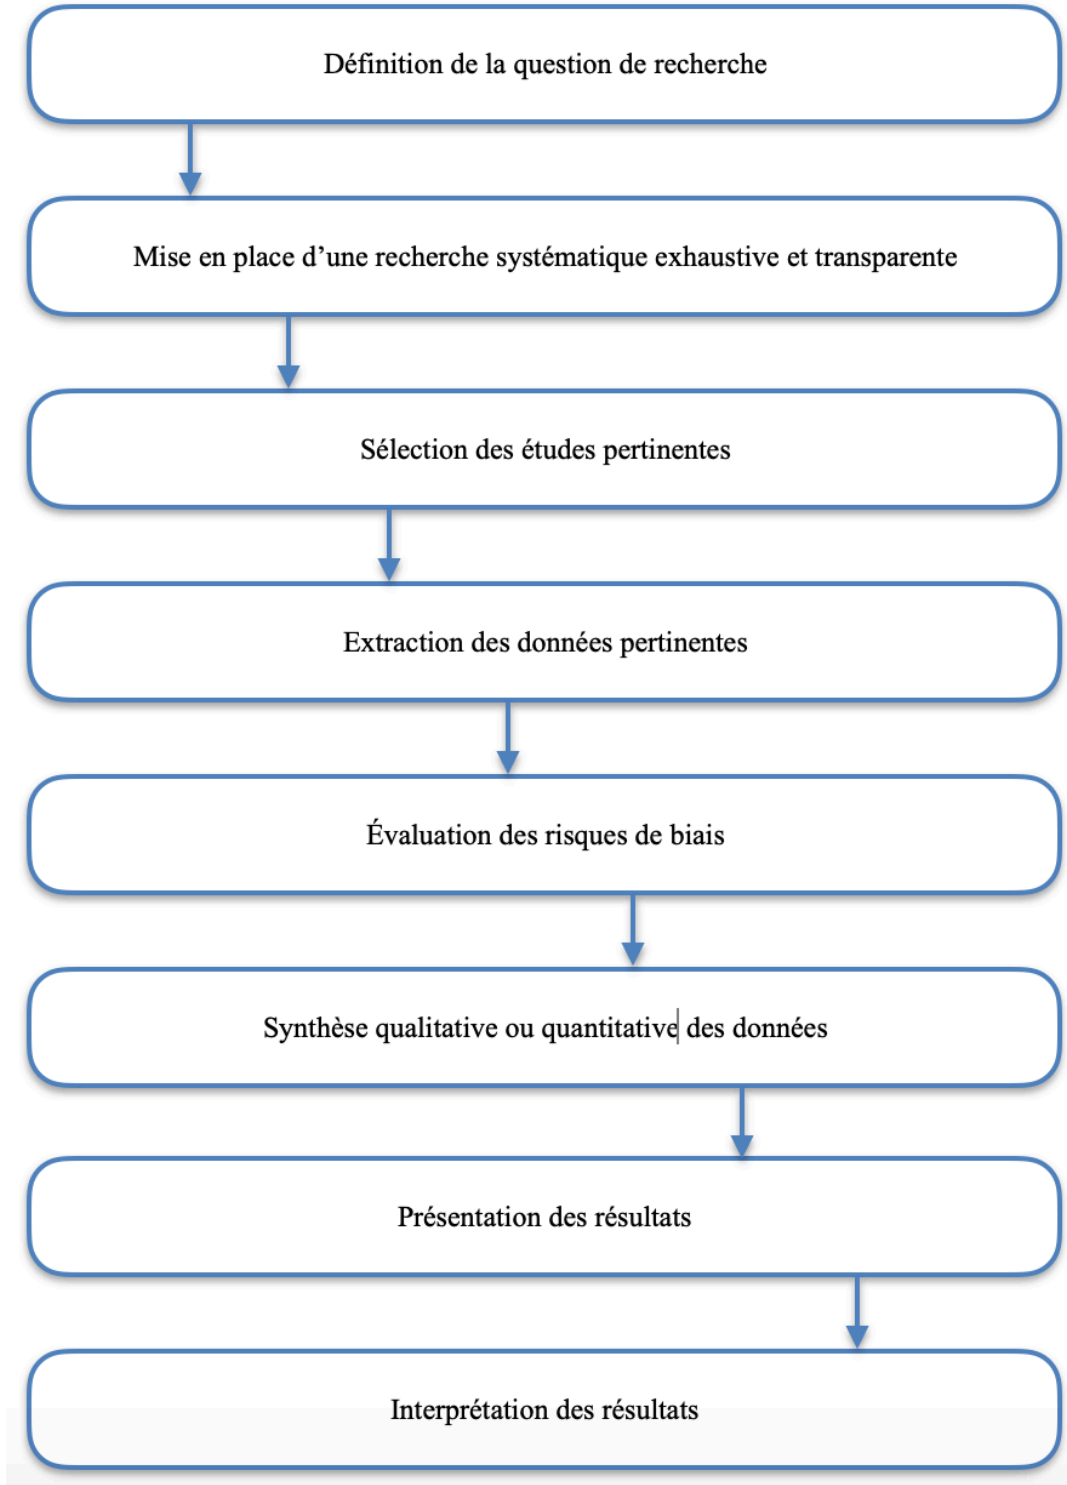 Définition de la question de recherche
Mise en place d’une recherche systématique exhaustive et transparente
Sélection des études pertinentes
Extraction des données pertinentes
Évaluation des risques de biais
Synthèse qualitative ou quantitative des données
Présentation des résultats
Interprétation des résultats